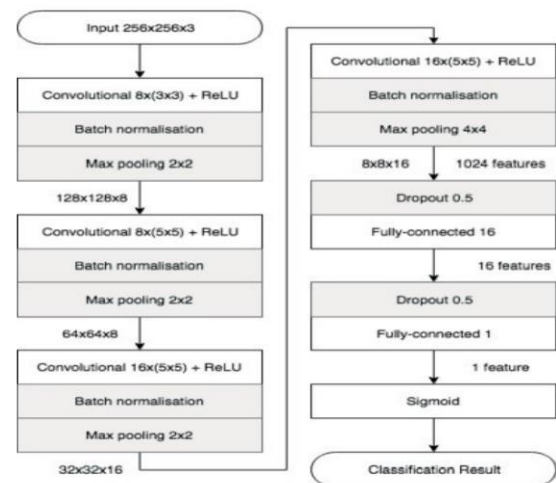 Input 256x256x3
Convolutional 8x(3x3) + ReLU
Batch normalisation
Max pooling 2x2
128x128x8
Convolutional 8x(5x5) + ReLU
Batch normalisation
Max pooling 2x2
64x64x8
Convolutional 16x(5x5) + ReLU
Batch normalisation
Max pooling 2x2
32x32x16
Convolutional 16x(5x5) + ReLU
Batch normalisation
Max pooling 4x4
8x8x16 1024 features
Dropout 0.5
Fully-connected 16
16 features
Dropout 0.5
Fully-connected 1
1 feature
Sigmoid
Classification Result